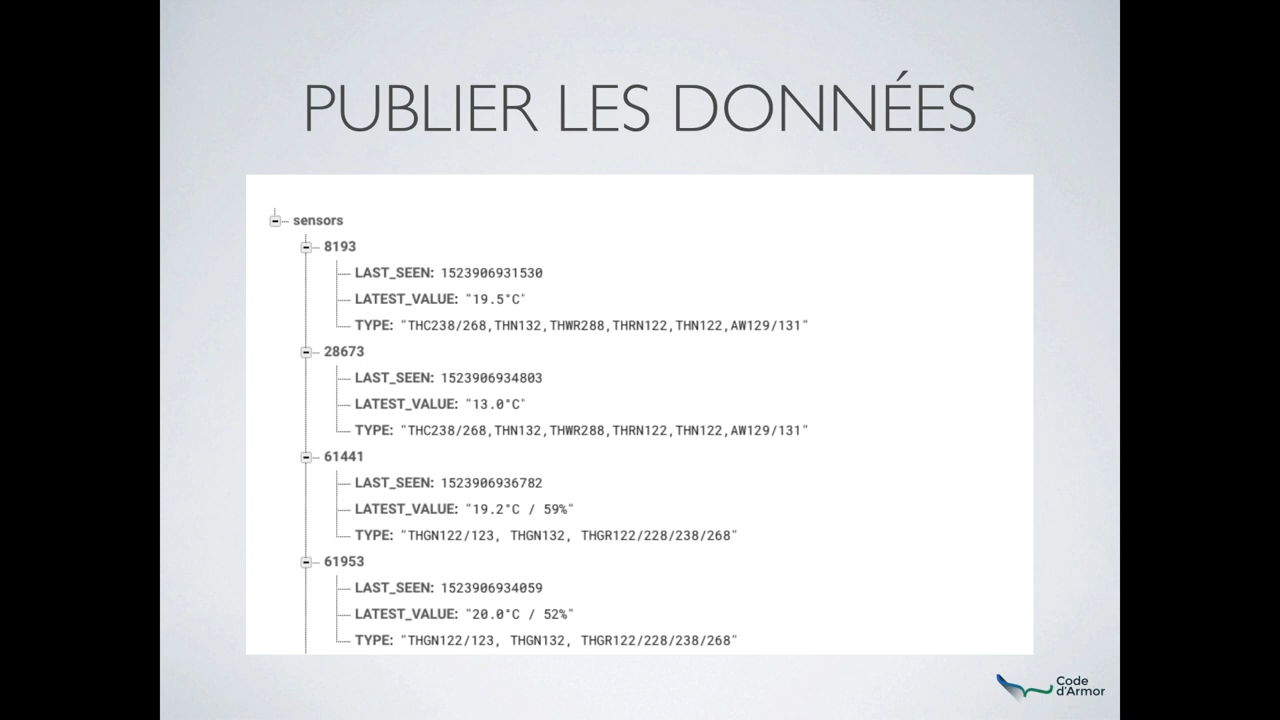 PUBLIER LES DONNÉES
sensors
8193
LAST_SEEN: 1523906931530
LATEST_VALUE: "19.5°C"
TYPE: "THC238/268,THN132,THWR288,THRN122,THN122,AW129/131"
28673
LAST_SEEN: 1523906934803
LATEST_VALUE: "13.0°C"
TYPE: "THC238/268,THN132,THWR288,THRN122,THN122,AW129/131"
61441
LAST_SEEN: 1523906936782
LATEST_VALUE: "19.2°C / 59%"
TYPE: "THGN122/123, THGN132, THGR122/228/238/268"
61953
LAST_SEEN: 1523906934059
LATEST_VALUE: "20.0°C / 52%"
TYPE: "THGN122/123, THGN132, THGR122/228/238/268"
Code
d'Armor